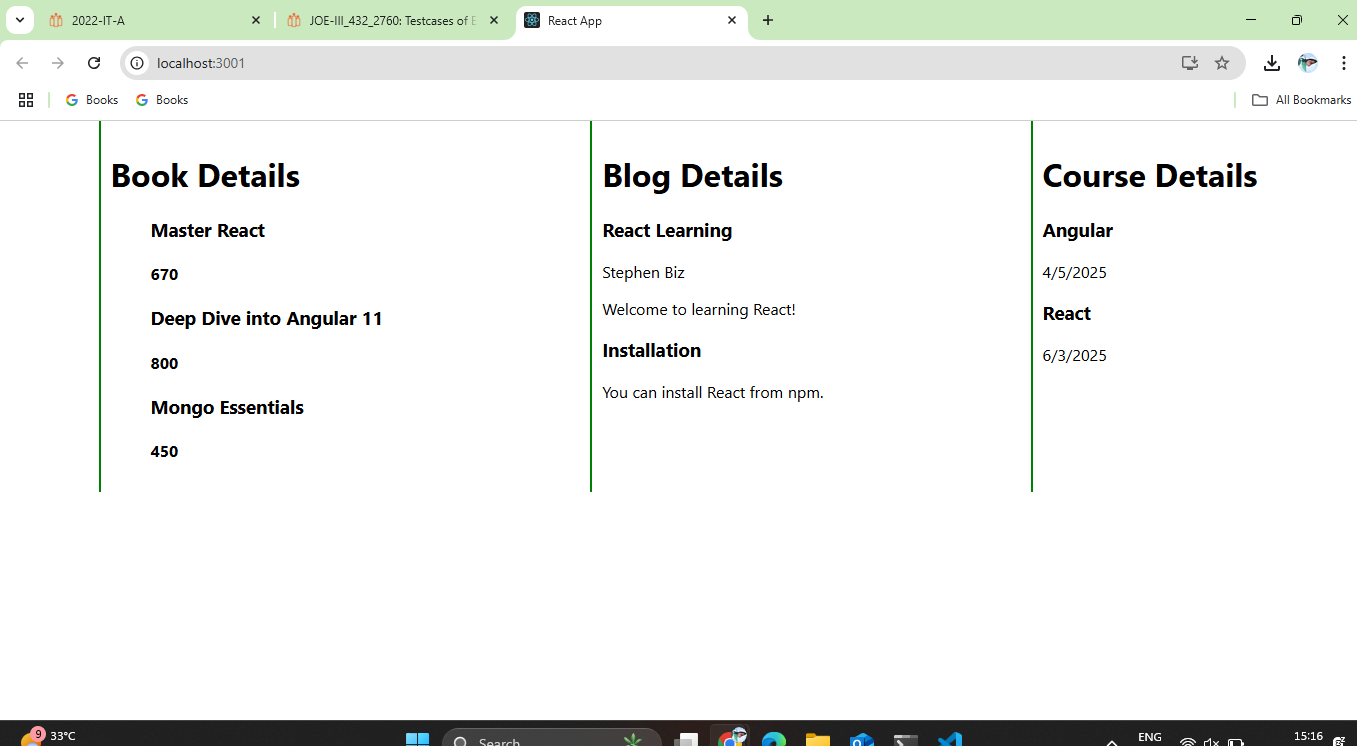 2022-IT-A
JOE-III_432_2760: Testcases of E
React App
localhost:3001
Books
Books
All Bookmarks
Book Details
Master React
670
Deep Dive into Angular 11
800
Mongo Essentials
450
Blog Details
React Learning
Stephen Biz
Welcome to learning React!
Installation
You can install React from npm.
Course Details
Angular
4/5/2025
React
6/3/2025
9
33°C
Search
ENG
15:16